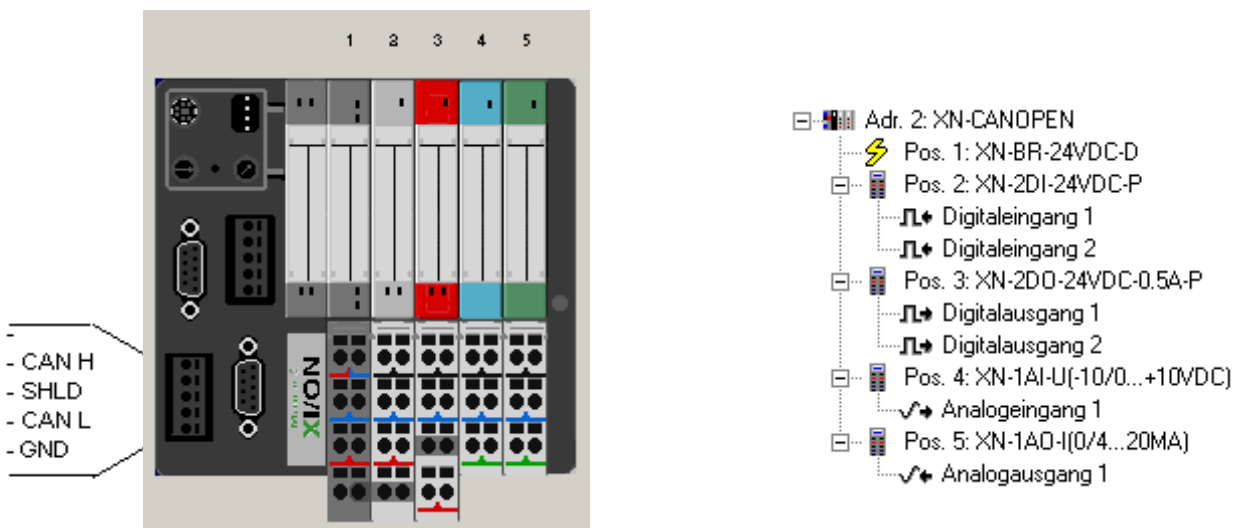 1 2 3 4 5
-
- CAN H
- SHLD
- CAN L
- GND
XI/ON
Adr. 2: XN-CANOPEN
Pos. 1: XN-BR-24VDC-D
Pos. 2: XN-2DI-24VDC-P
Digitaleingang 1
Digitaleingang 2
Pos. 3: XN-2DO-24VDC-0.5A-P
Digitalausgang 1
Digitalausgang 2
Pos. 4: XN-1AI-U(-10/0...+10VDC)
Analogeingang 1
Pos. 5: XN-1AO-I(0/4...20MA)
Analogausgang 1